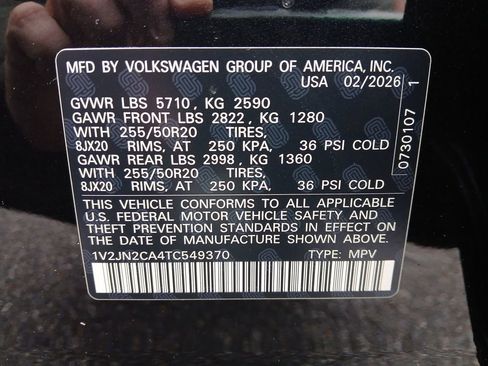 MFD BY VOLKSWAGEN GROUP OF AMERICA, INC.
USA 02/2026
GVWR LBS 5710, KG 2590
GAWR FRONT LBS 2822, KG 1280
WITH 255/50R20 TIRES,
8JX20 RIMS, AT 250 KPA, 36 PSI COLD
GAWR REAR LBS 2998, KG 1360
WITH 255/50R20 TIRES,
8JX20 RIMS, AT 250 KPA, 36 PSI COLD
THIS VEHICLE CONFORMS TO ALL APPLICABLE
U.S. FEDERAL MOTOR VEHICLE SAFETY AND
THEFT PREVENTION STANDARDS IN EFFECT ON
THE DATE OF MANUFACTURE SHOWN ABOVE.
1V2JN2CA4TC549370 TYPE: MPV
0730107 1